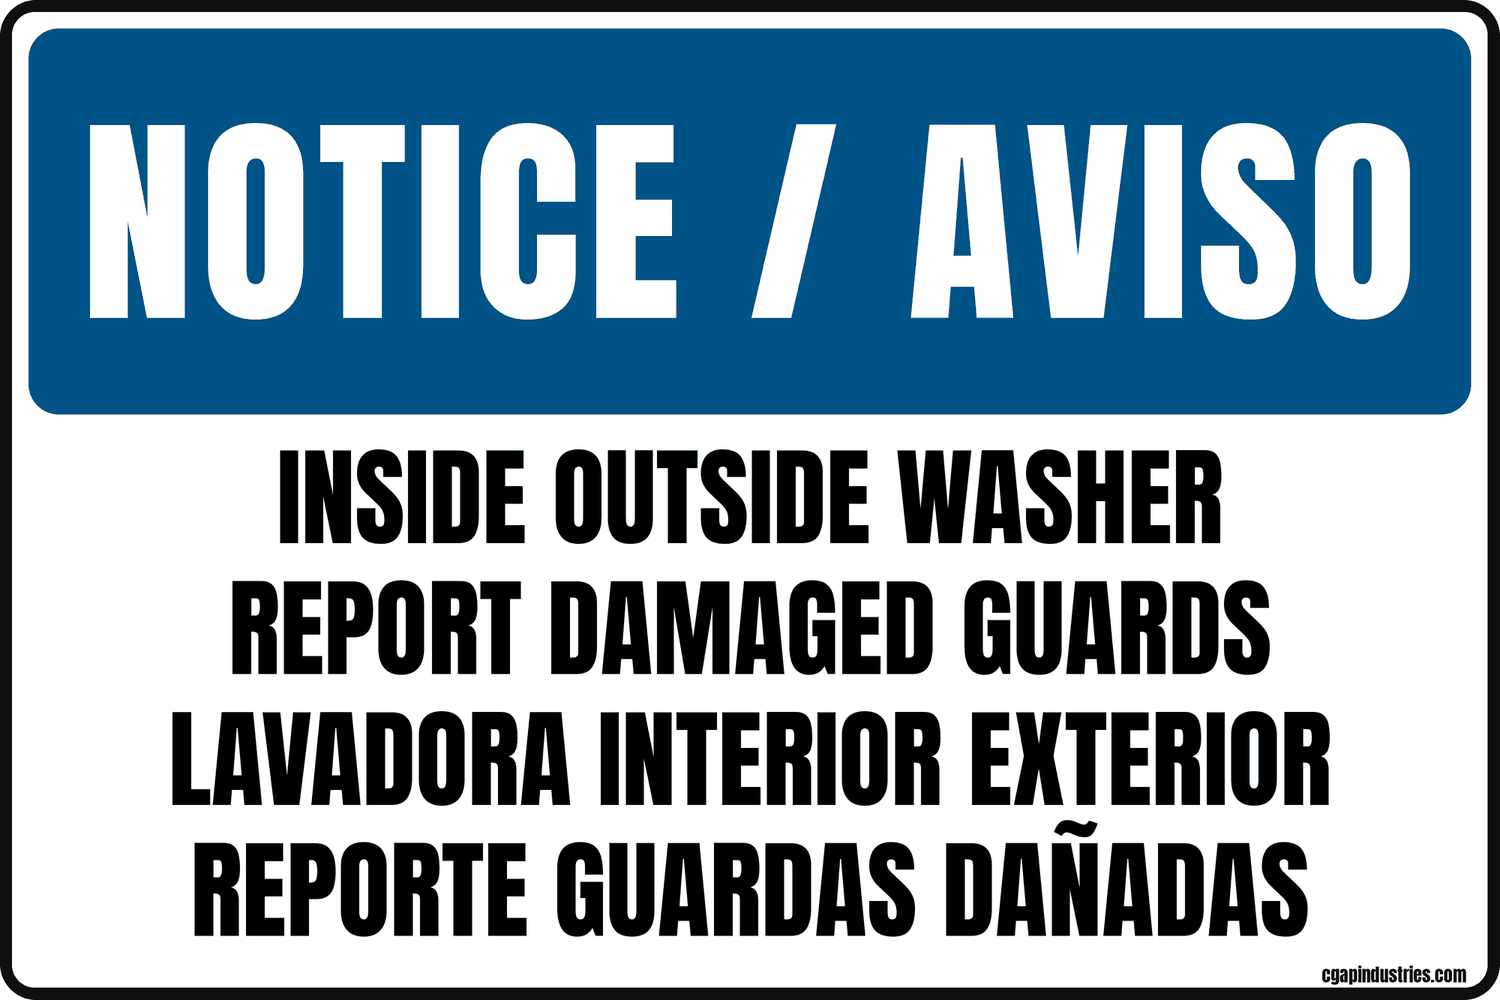 NOTICE / AVISO
INSIDE OUTSIDE WASHER
REPORT DAMAGED GUARDS
LAVADORA INTERIOR EXTERIOR
REPORTE GUARDAS DAÑADAS
cgapindustries.com